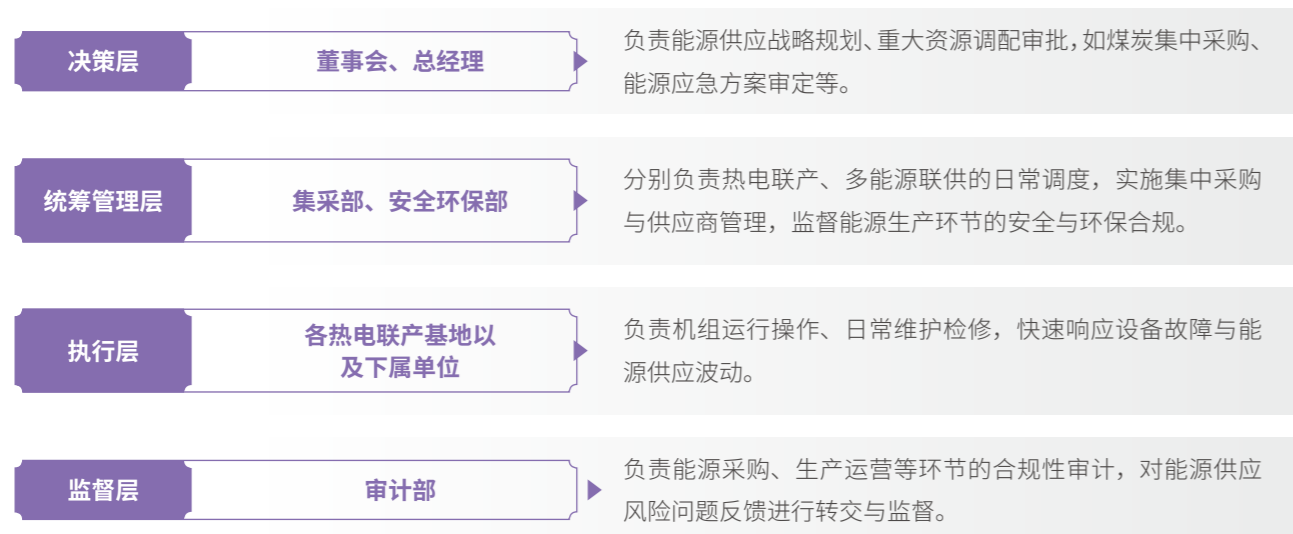 决策层
董事会、总经理
负责能源供应战略规划、重大资源调配审批，如煤炭集中采购、
能源应急方案审定等。
统筹管理层
集采部、安全环保部
分别负责热电联产、多能源联供的日常调度，实施集中采购
与供应商管理，监督能源生产环节的安全与环保合规。
执行层
各热电联产基地以
及下属单位
负责机组运行操作、日常维护检修，快速响应设备故障与能
源供应波动。
监督层
审计部
负责能源采购、生产运营等环节的合规性审计，对能源供应
风险问题反馈进行转交与监督。